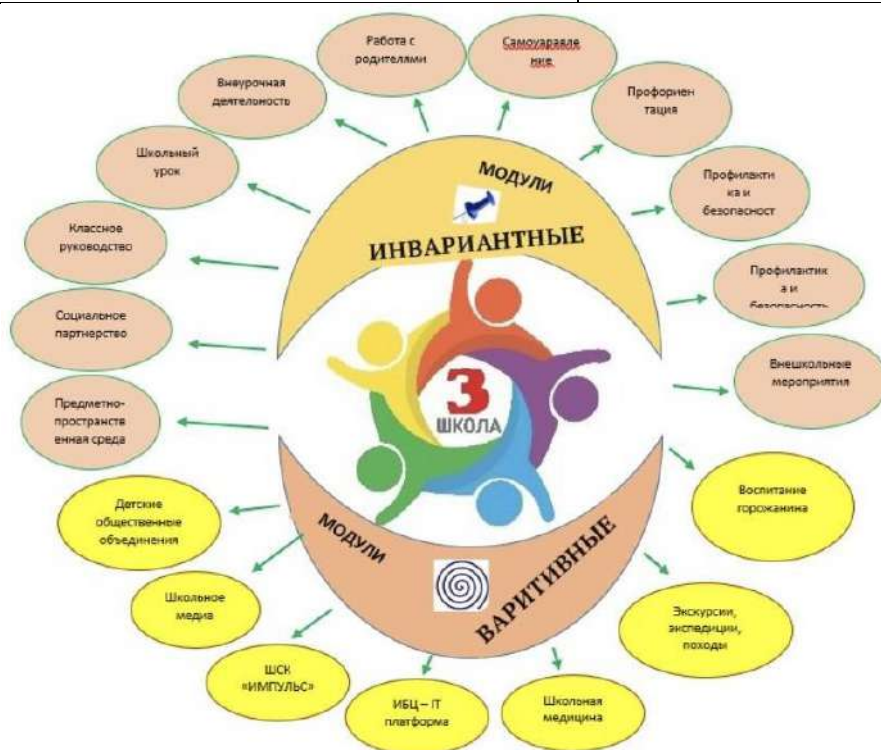 Работа с
родителями
Самоуаравле
ние
Внеурочная
деятельность
Профориен
тация
Школьный
урок
Профилакти
ка и
безопасност
Классное
руководство
Профилактик
а и
безопасность
Социальное
партнерство
Внешкольные
мероприятия
Предметно-
пространств
енная среда
МОДУЛИ
ИНВАРИАНТНЫЕ
3
ШКОЛА
МОДУЛИ
ВАРИТИВНЫЕ
Детские
общественные
объединения
Воспитание
горожанина
Школьное
медиа
Экскурсии,
экспедиции,
походы
ШСК
«ИМПУЛЬС»
ИБЦ – IT
платформа
Школьная
медицина